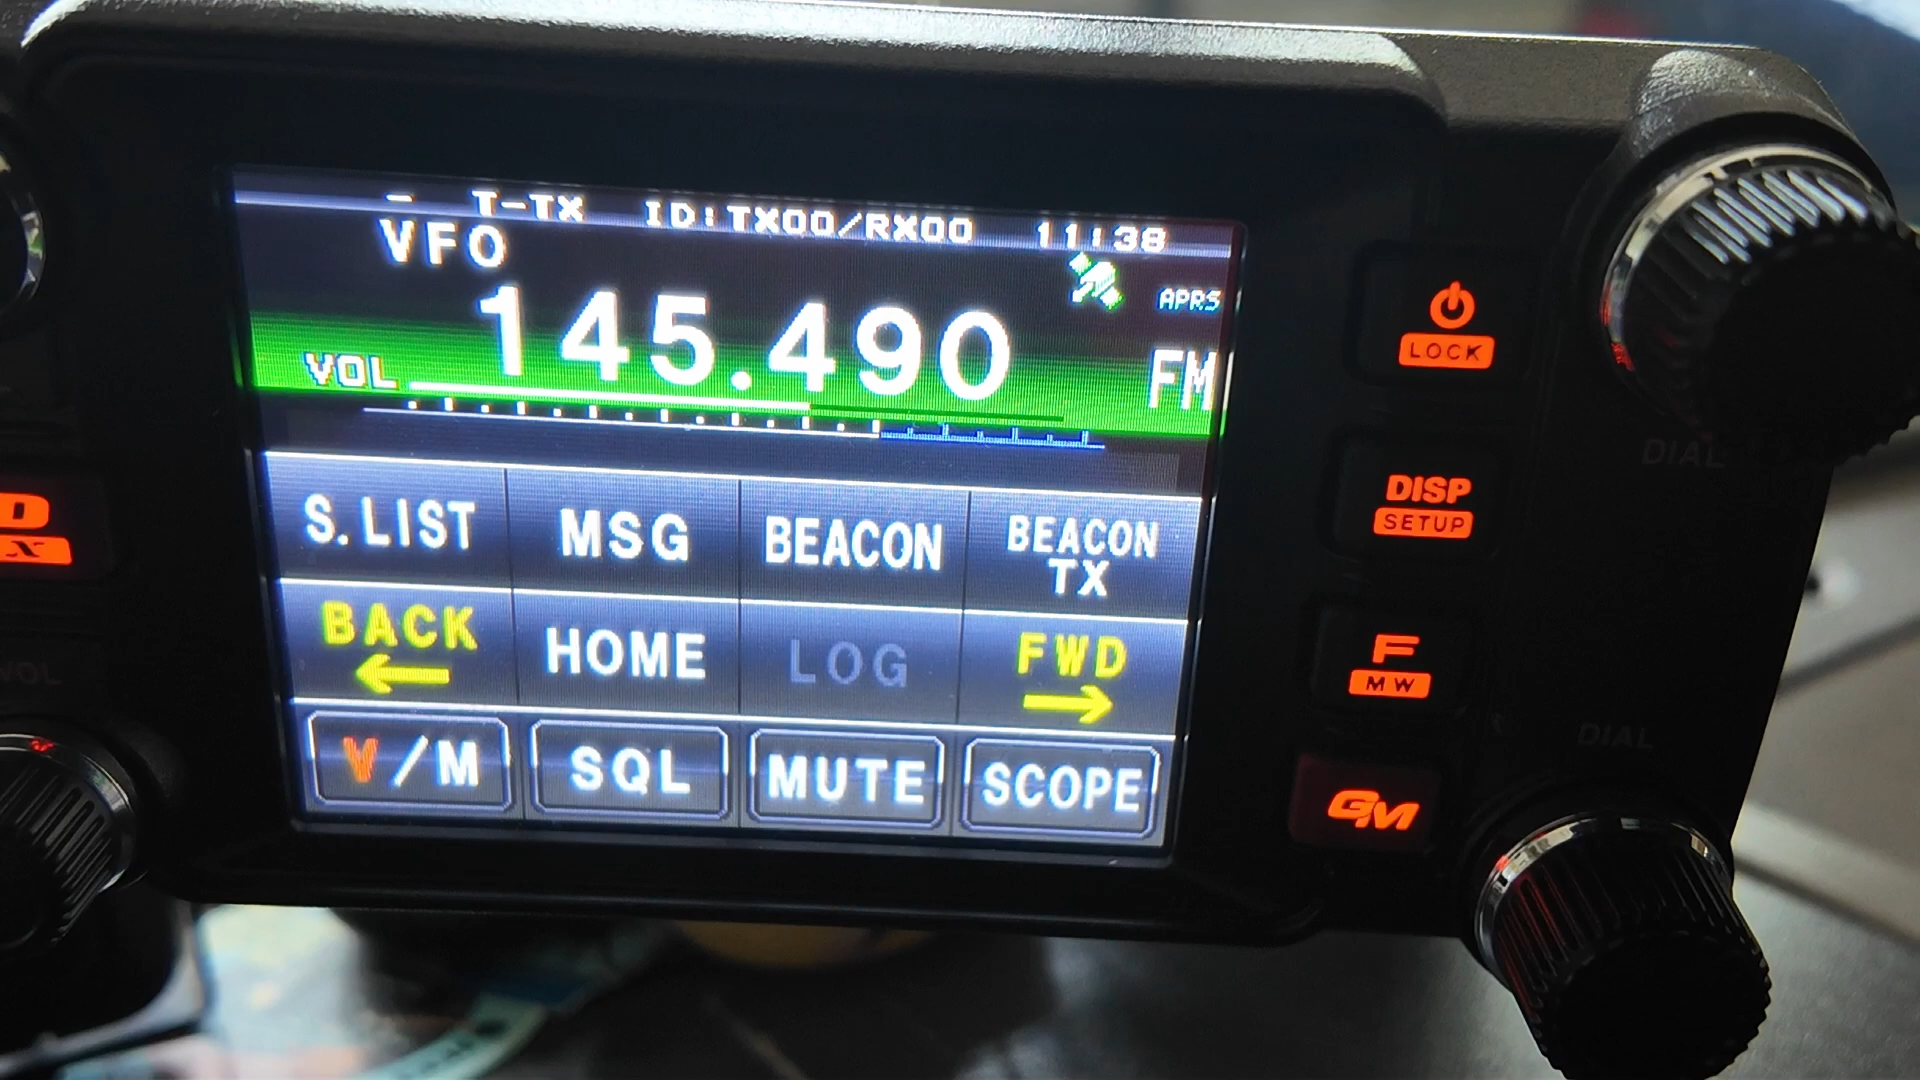 - T-TX ID:TX00/RX00 11:38
VFO
APRS
145.490
VOL
FM
S.LIST MSG BEACON BEACON TX
BACK HOME LOG FWD
V/M SQL MUTE SCOPE
LOCK
DIAL
DISP
SETUP
F
MW
DIAL
GM
D
X
VOL